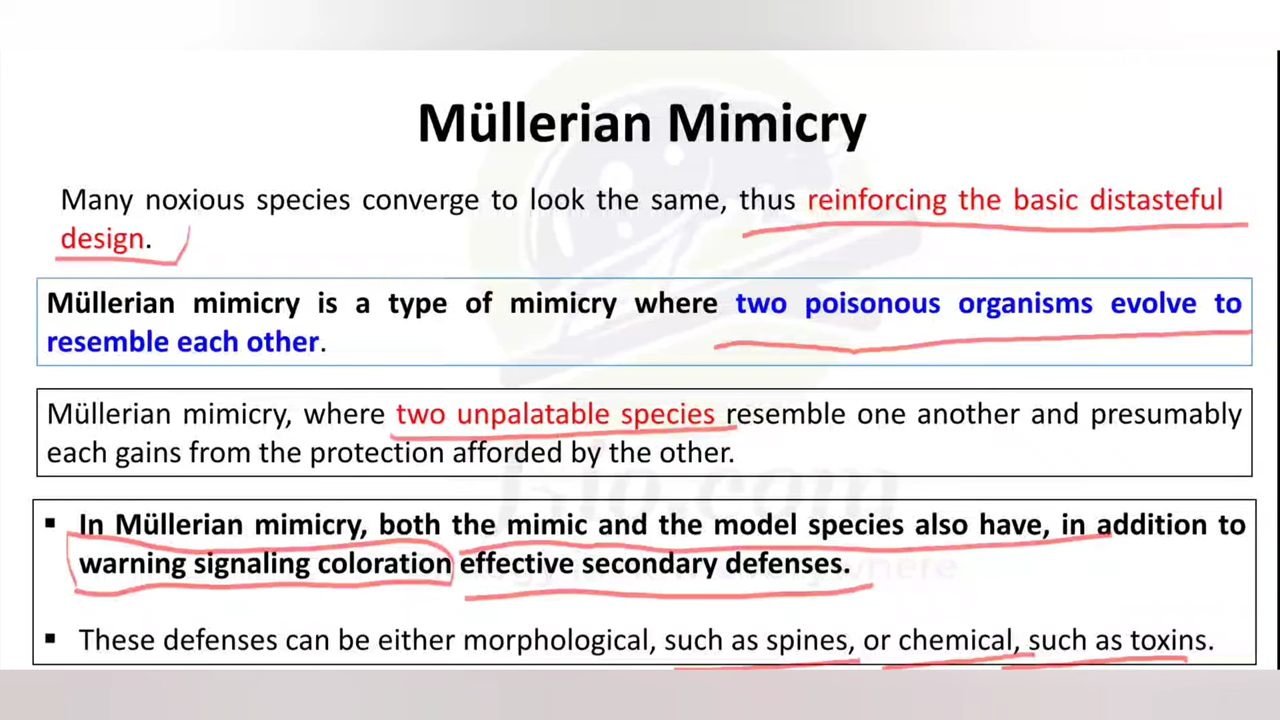 Müllerian Mimicry
Many noxious species converge to look the same, thus reinforcing the basic distasteful
design.
Müllerian mimicry is a type of mimicry where two poisonous organisms evolve to
resemble each other.
Müllerian mimicry, where two unpalatable species resemble one another and presumably
each gains from the protection afforded by the other.
▪ In Müllerian mimicry, both the mimic and the model species also have, in addition to
warning signaling coloration effective secondary defenses.
▪ These defenses can be either morphological, such as spines, or chemical, such as toxins.